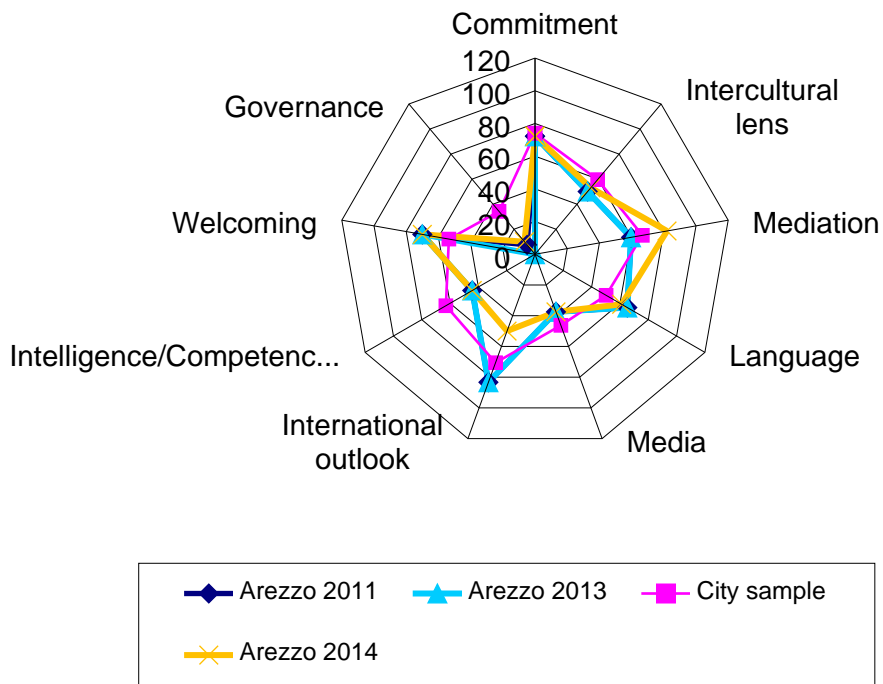 Commitment
120
100
80
60
40
20
0
Intercultural
lens
Mediation
Language
Media
International
outlook
Intelligence/Competenc...
Welcoming
Governance
Arezzo 2011
Arezzo 2013
City sample
Arezzo 2014